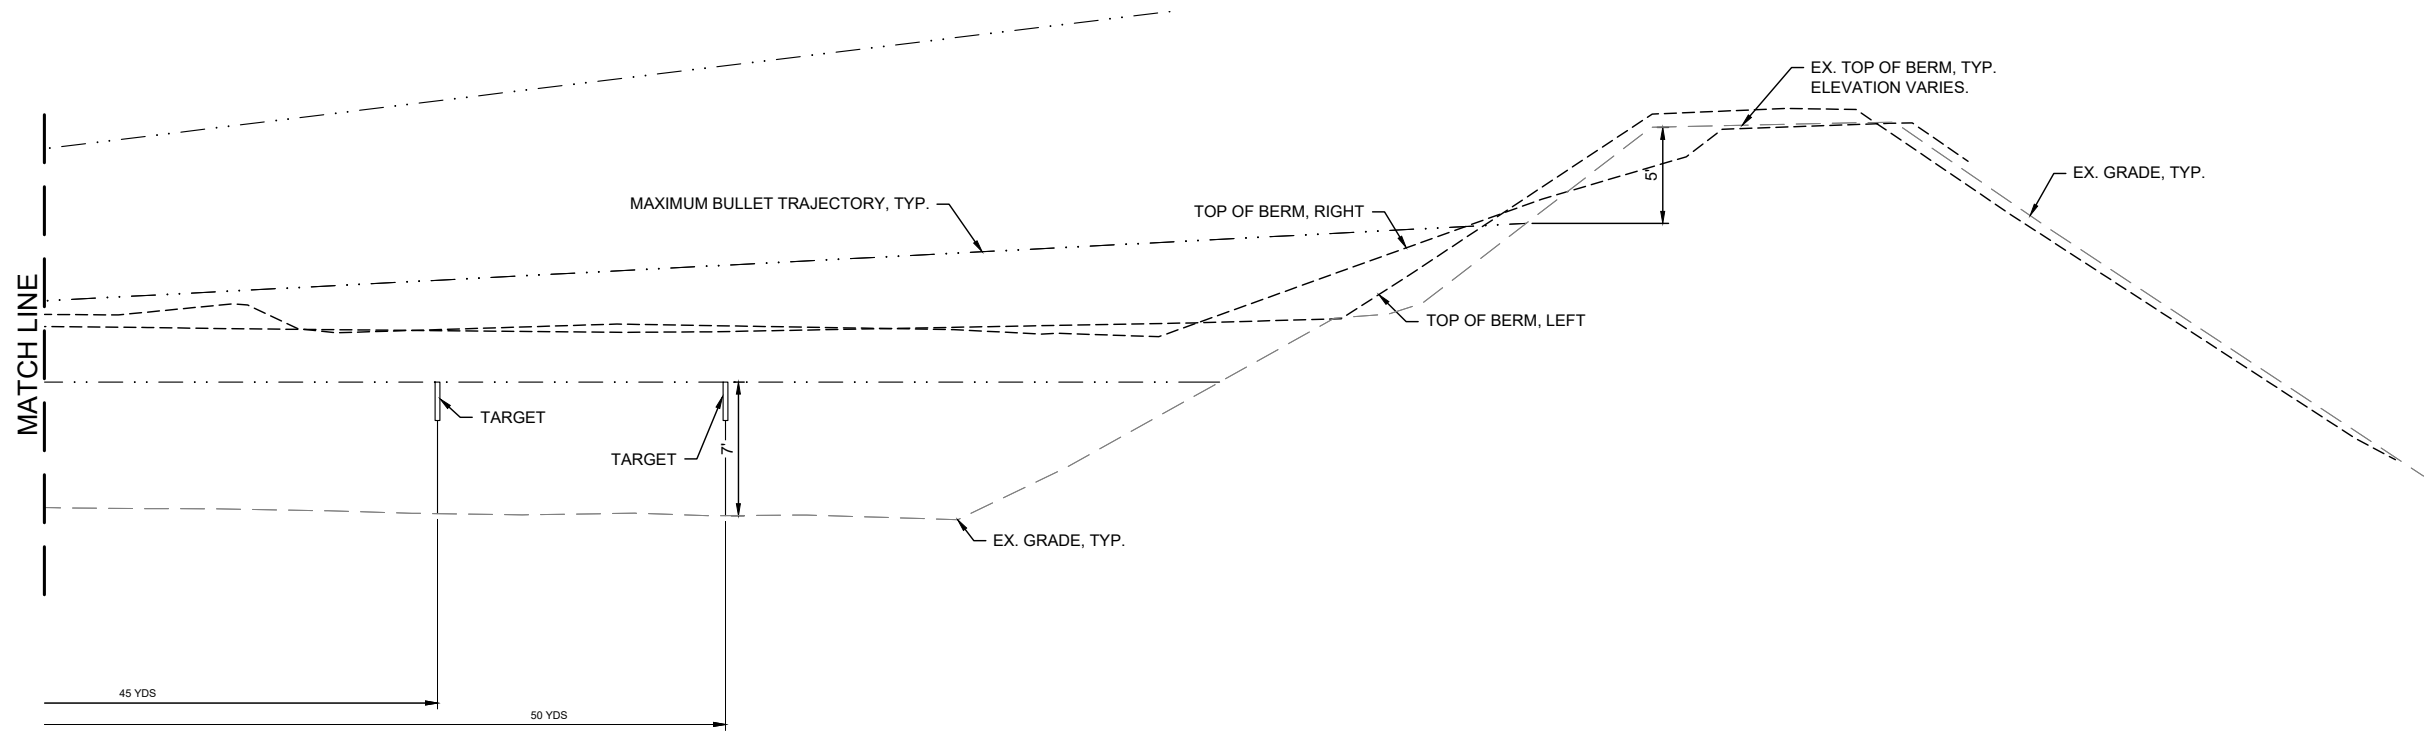 EX. TOP OF BERM, TYP.
ELEVATION VARIES.
MAXIMUM BULLET TRAJECTORY, TYP.
TOP OF BERM, RIGHT
5'
EX. GRADE, TYP.
MATCH LINE
TOP OF BERM, LEFT
TARGET
TARGET
7'
EX. GRADE, TYP.
45 YDS
50 YDS